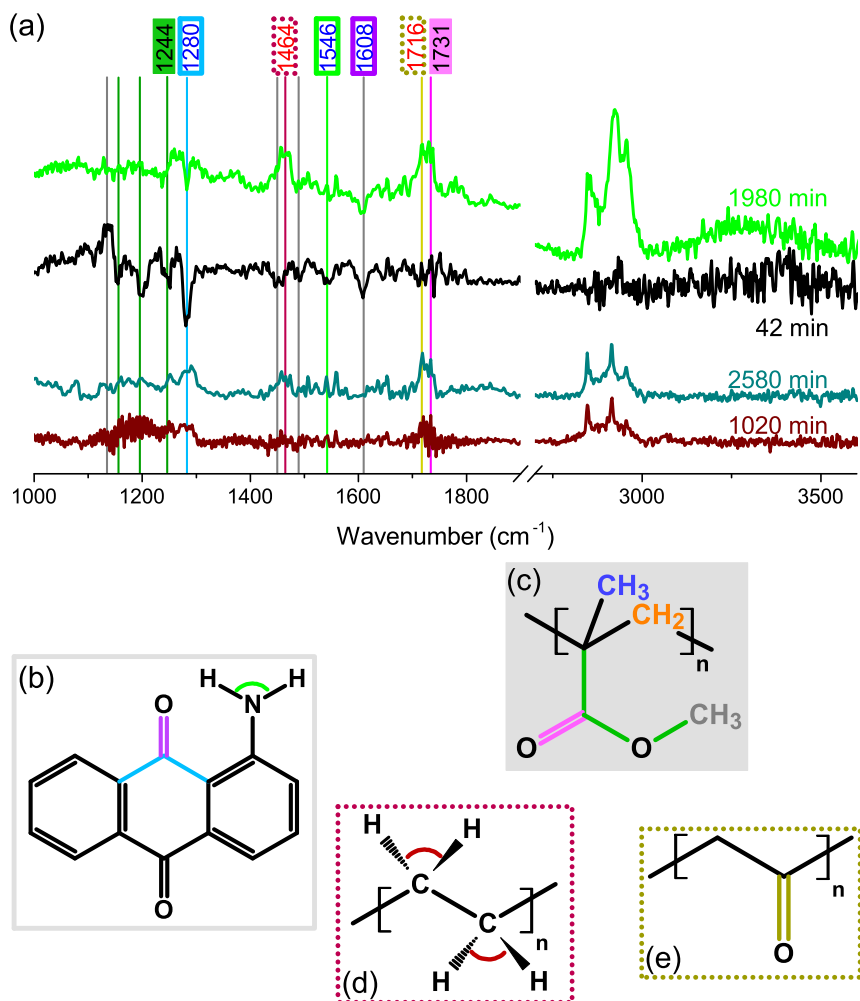 (a)
1244 1280 1464 1546 1608 1716 1731
1980 min
42 min
2580 min
1020 min
1000 1200 1400 1600 1800 3000 3500
Wavenumber (cm⁻¹)
(c)
CH₃
CH₂
n
O O CH₃
(b)
H H
N
O
O
H H
C
C
n
H H
(d)
n
O
(e)